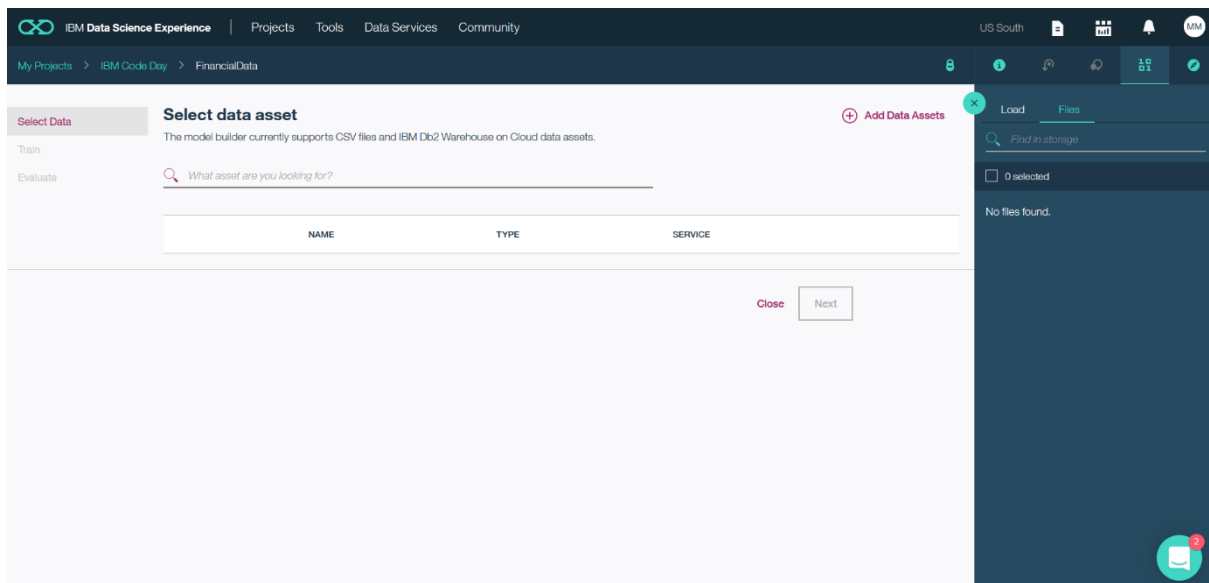 IBM Data Science Experience | Projects Tools Data Services Community US South MM
My Projects > IBM Code Day > FinancialData
Select Data
Train
Evaluate
Select data asset
The model builder currently supports CSV files and IBM Db2 Warehouse on Cloud data assets.
Add Data Assets
What asset are you looking for?
NAME TYPE SERVICE
Close Next
Load Files
Find in storage
0 selected
No files found.
2